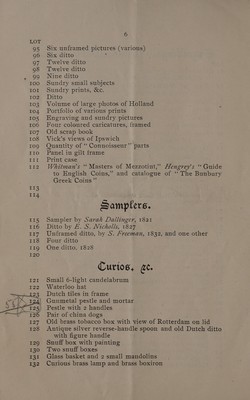 6
LOT
95 Six unframed pictures (various)
96 Six ditto
97 Twelve ditto
98 Twelve ditto
99 Nine ditto
100 Sundry small subjects
101 Sundry prints, &c.
102 Ditto
103 Volume of large photos of Holland
104 Portfolio of various prints
105 Engraving and sundry pictures
106 Four coloured caricatures, framed
107 Old scrap book
108 Vick's views of Ipswich
109 Quantity of "Connoisseur" parts
110 Panel in gilt frame
111 Print case
112 Whitman's "Masters of Mezzotint," Hengrey's "Guide
to English Coins," and catalogue of "The Bunbury
Greek Coins"
113
114
Samplers.
115 Sampler by Sarah Dallinger, 1821
116 Ditto by E. S. Nicholls, 1827
117 Unframed ditto, by S. Freeman, 1832, and one other
118 Four ditto
119 One ditto, 1826
120
Curios, &c.
121 Small 6-light candelabrum
122 Waterloo hat
123 Dutch tiles in frame
124 Gunmetal pestle and mortar
125 Pestle with 2 handles
126 Pair of china dogs
127 Old brass tobacco box with view of Rotterdam on lid
128 Antique silver reverse-handle spoon and old Dutch ditto
with figure handle
129 Snuff box with painting
130 Two snuff boxes
131 Glass basket and 2 small mandolins
132 Curious brass lamp and brass boxiron